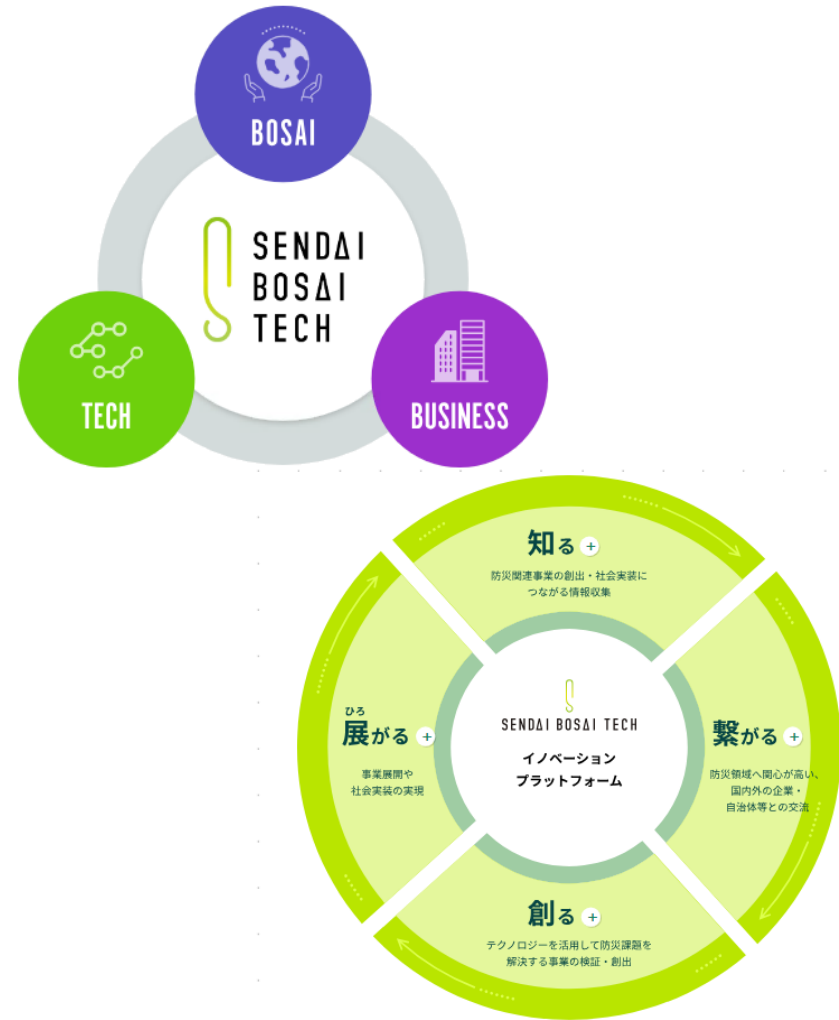 BOSAI
SENDAI
BOSAI
TECH
TECH
BUSINESS
知る +
防災関連事業の創出・社会実装に
つながる情報収集
ひろ
展がる +
事業展開や
社会実装の実現
SENDAI BOSAI TECH
イノベーション
プラットフォーム
繋がる +
防災領域へ関心が高い、
国内外の企業・
自治体等との交流
創る +
テクノロジーを活用して防災課題を
解決する事業の検証・創出